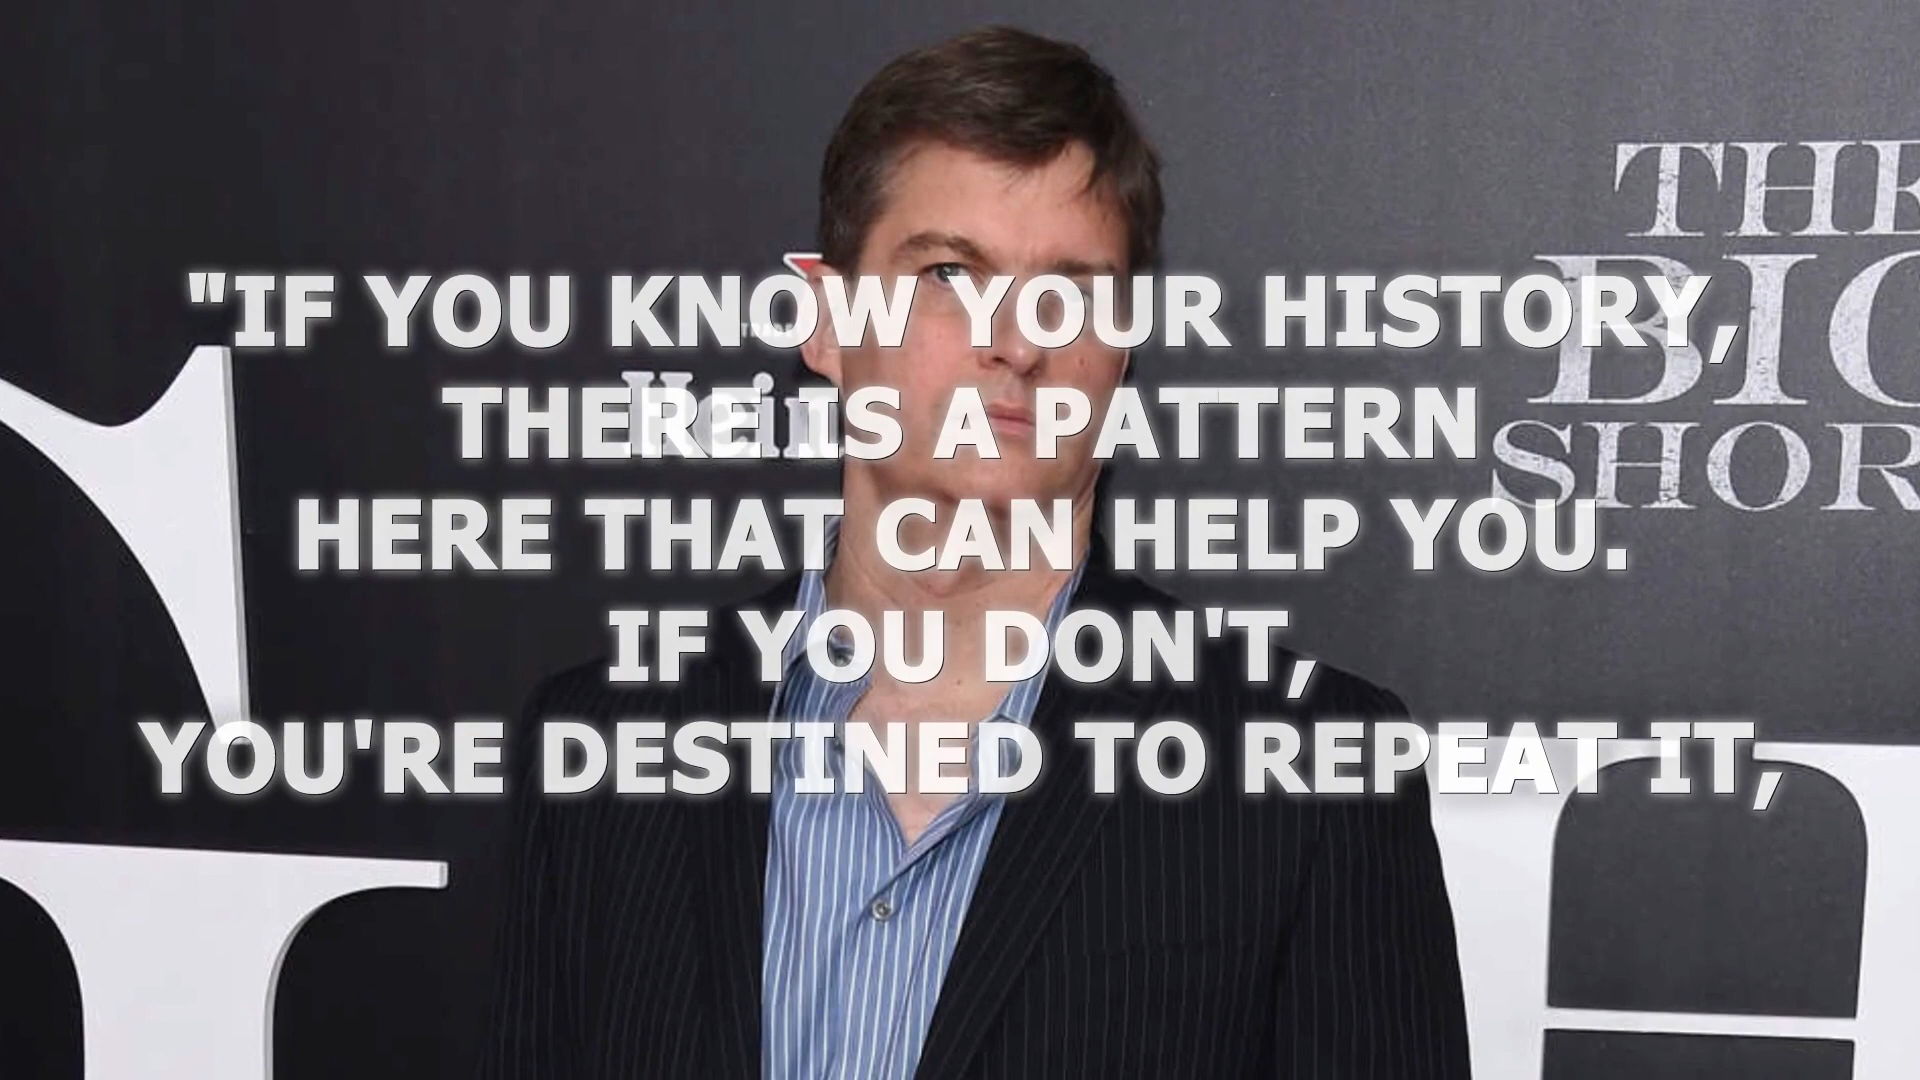 "IF YOU KNOW YOUR HISTORY,
THERE IS A PATTERN
HERE THAT CAN HELP YOU.
IF YOU DON'T,
YOU'RE DESTINED TO REPEAT IT,
THE
BIG
SHOR
Hein